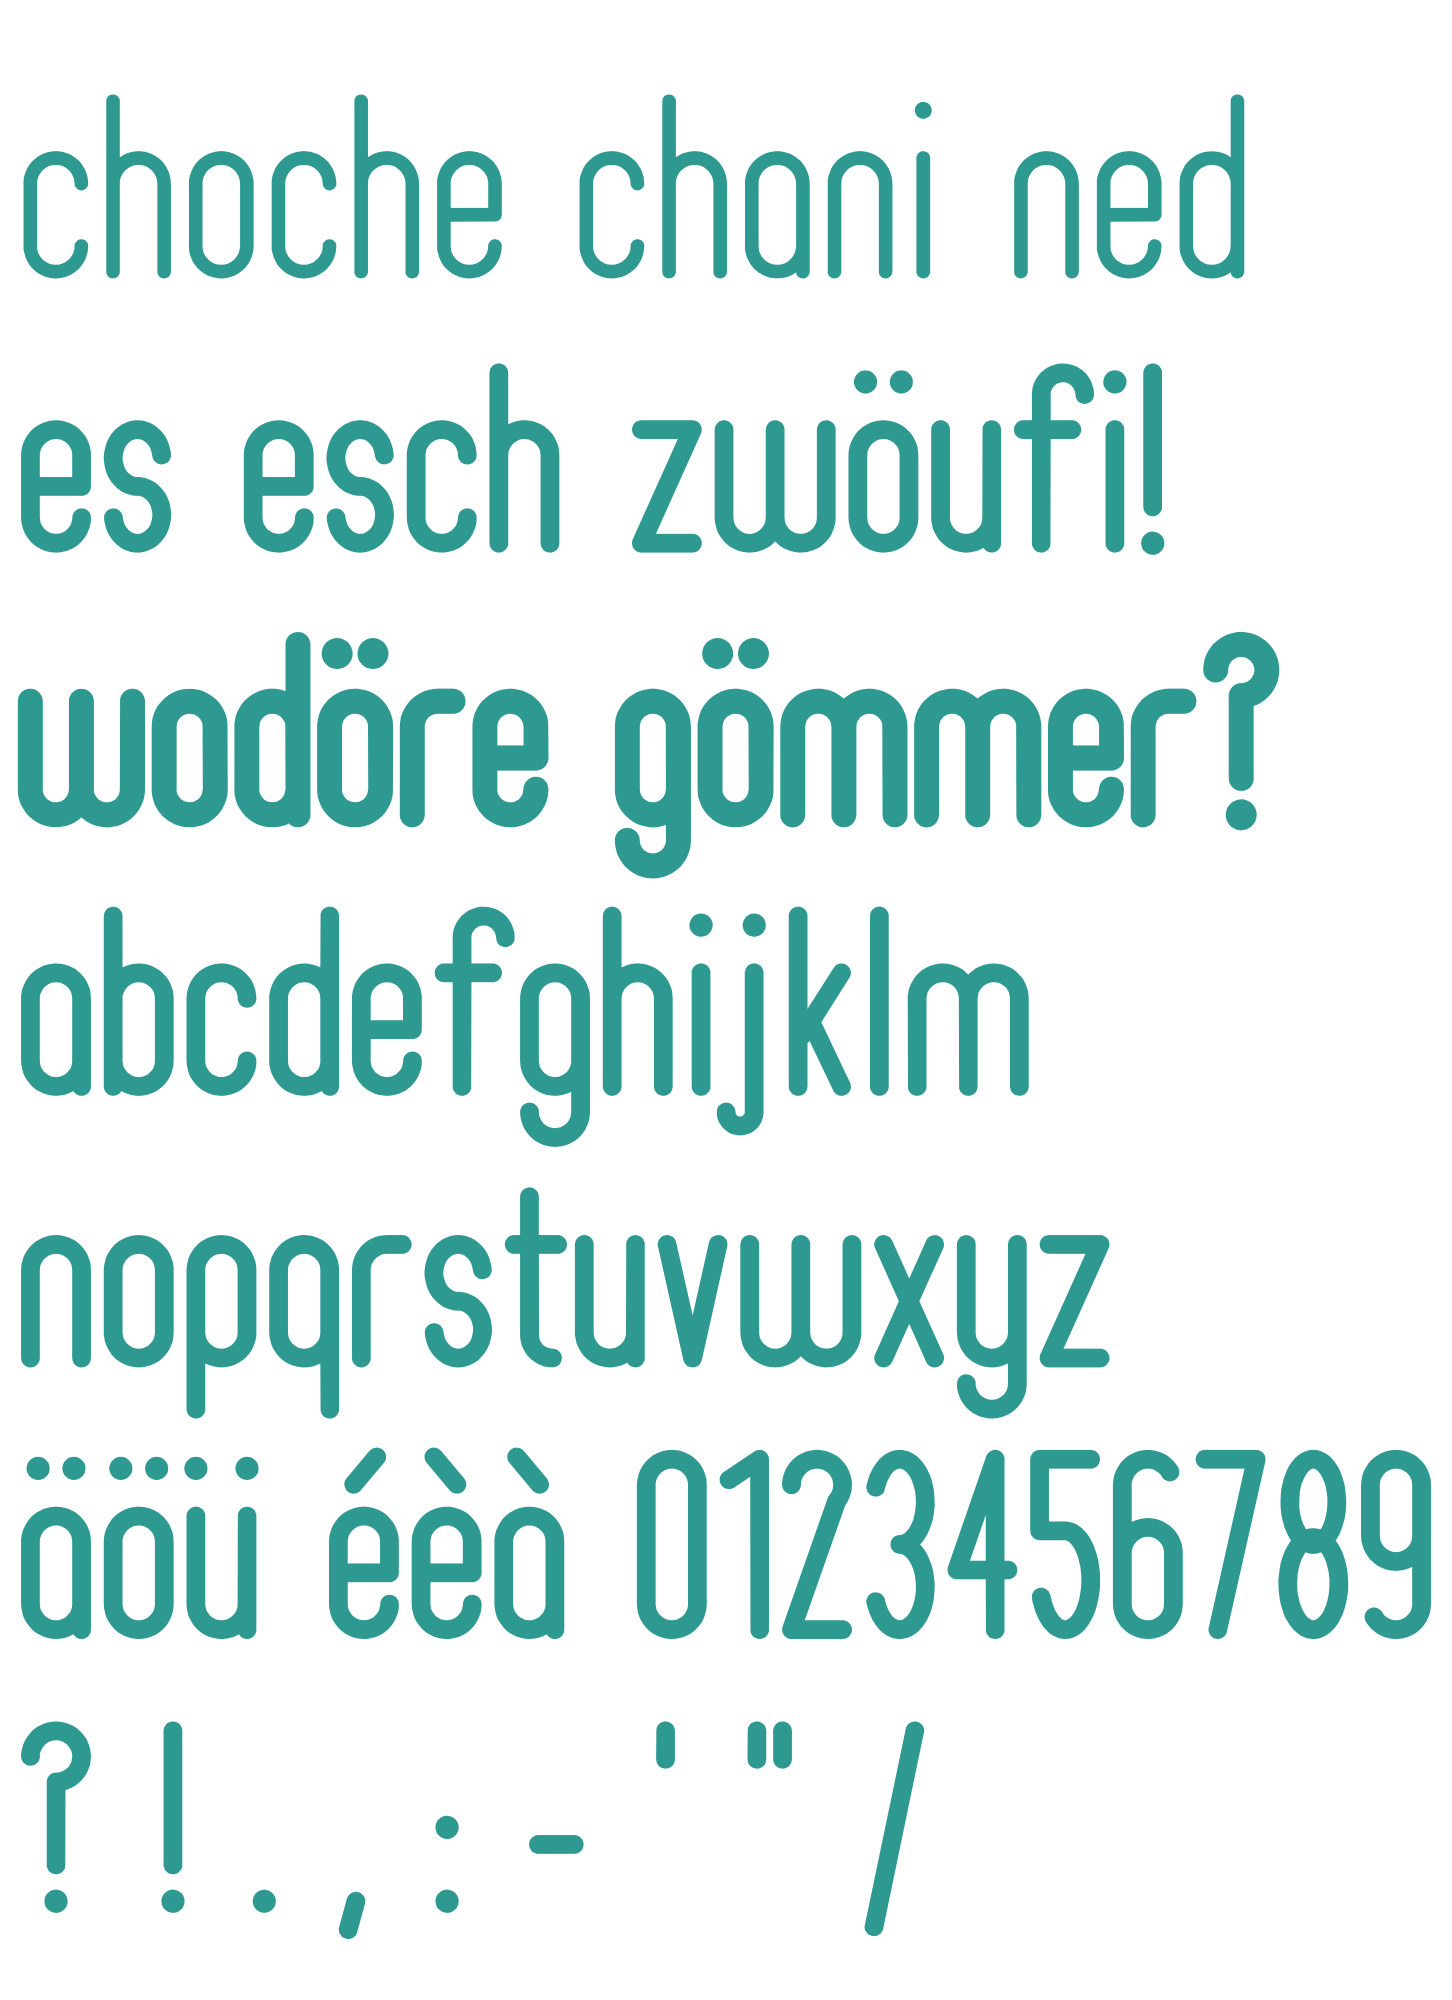 choche chani ned
es esch zwöufi!
wodöre gömmer?
abcdefghijklm
nopqrstuvwxyz
äöü éèà 0123456789
? ! . , : - ' " /